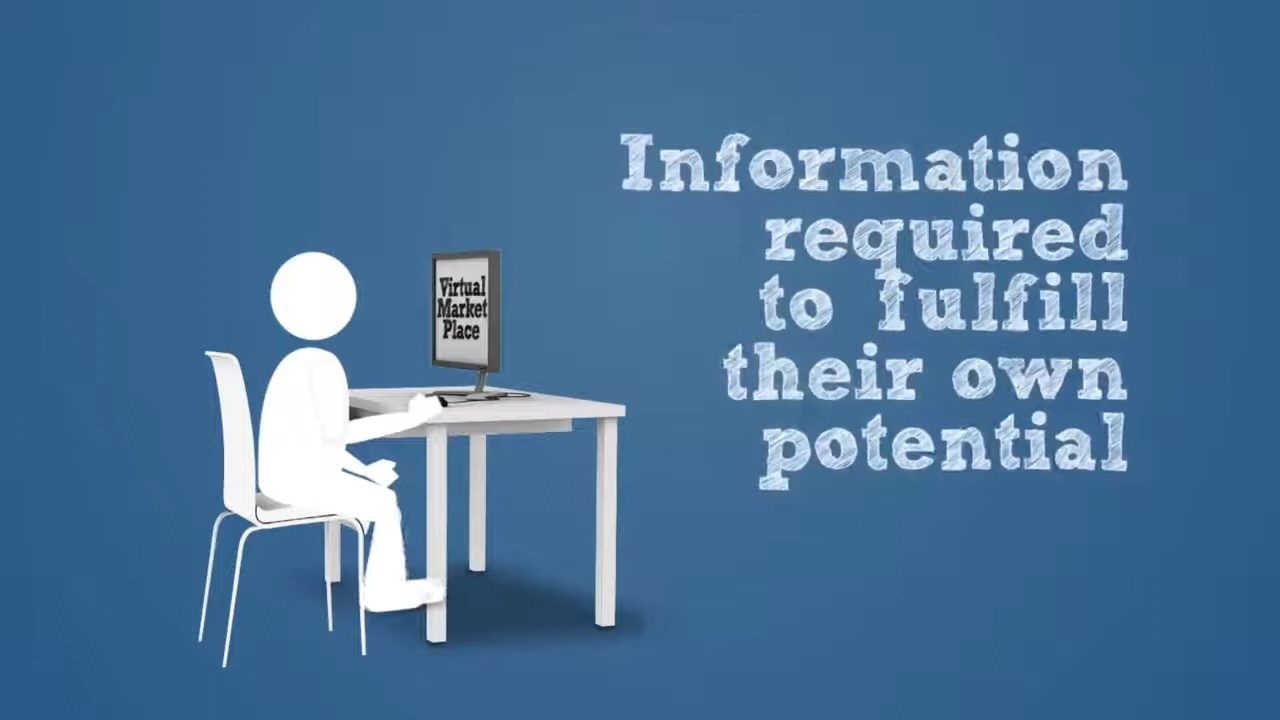 Virtual
Market
Place
Information
required
to fulfill
their own
potential